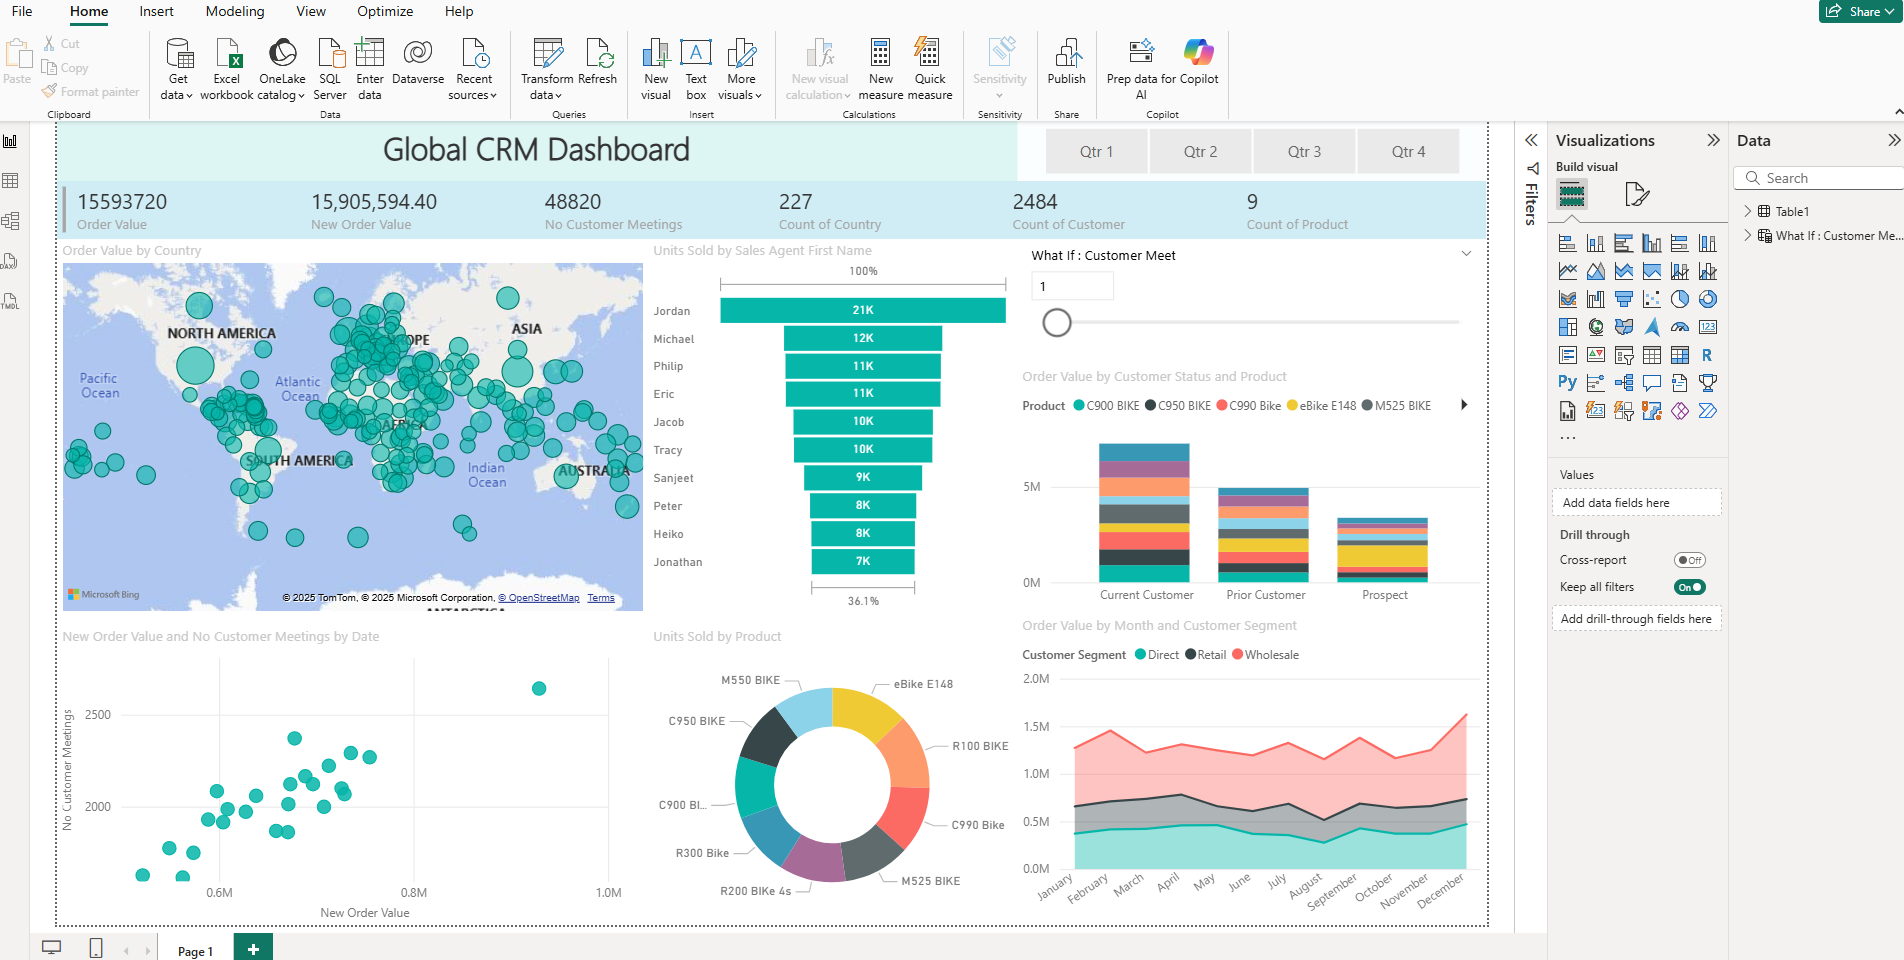 File Home Insert Modeling View Optimize Help Share
Paste Cut Copy Format painter
Clipboard
Get data Excel workbook OneLake catalog SQL Server Enter data Dataverse Recent sources
Data
Transform data Refresh
Queries
New visual Text box More visuals
Insert
New visual calculation New measure Quick measure
Calculations
Sensitivity
Sensitivity
Publish
Share
Prep data for AI Copilot
Copilot
Global CRM Dashboard
Qtr 1 Qtr 2 Qtr 3 Qtr 4
15593720 15,905,594.40 48820 227 2484 9
Order Value New Order Value No Customer Meetings Count of Country Count of Customer Count of Product
Order Value by Country
NORTH AMERICA
ASIA
Pacific Ocean
Atlantic Ocean
AFRICA
SOUTH AMERICA
Indian Ocean
AUSTRALIA
Microsoft Bing
© 2025 TomTom, © 2025 Microsoft Corporation, © OpenStreetMap Terms
Units Sold by Sales Agent First Name
100%
Jordan 21K
Michael 12K
Philip 11K
Eric 11K
Jacob 10K
Tracy 10K
Sanjeet 9K
Peter 8K
Heiko 8K
Jonathan 7K
36.1%
What If : Customer Meet
1
Order Value by Customer Status and Product
Product C900 BIKE C950 BIKE C990 Bike eBike E148 M525 BIKE
5M
0M
Current Customer Prior Customer Prospect
New Order Value and No Customer Meetings by Date
No Customer Meetings
2500
2000
0.6M 0.8M 1.0M
New Order Value
Units Sold by Product
M550 BIKE
eBike E148
C950 BIKE
R100 BIKE
C900 BI...
C990 Bike
R300 Bike
M525 BIKE
R200 BIKe 4s
Order Value by Month and Customer Segment
Customer Segment Direct Retail Wholesale
2.0M
1.5M
1.0M
0.5M
0.0M
January February March April May June July August September October November December
Filters
Visualizations
Build visual
123
R
Py
123
...
Values
Add data fields here
Drill through
Cross-report Off
Keep all filters On
Add drill-through fields here
Data
Search
Table1
What If : Customer Me...
DAX
TMDL
Page 1